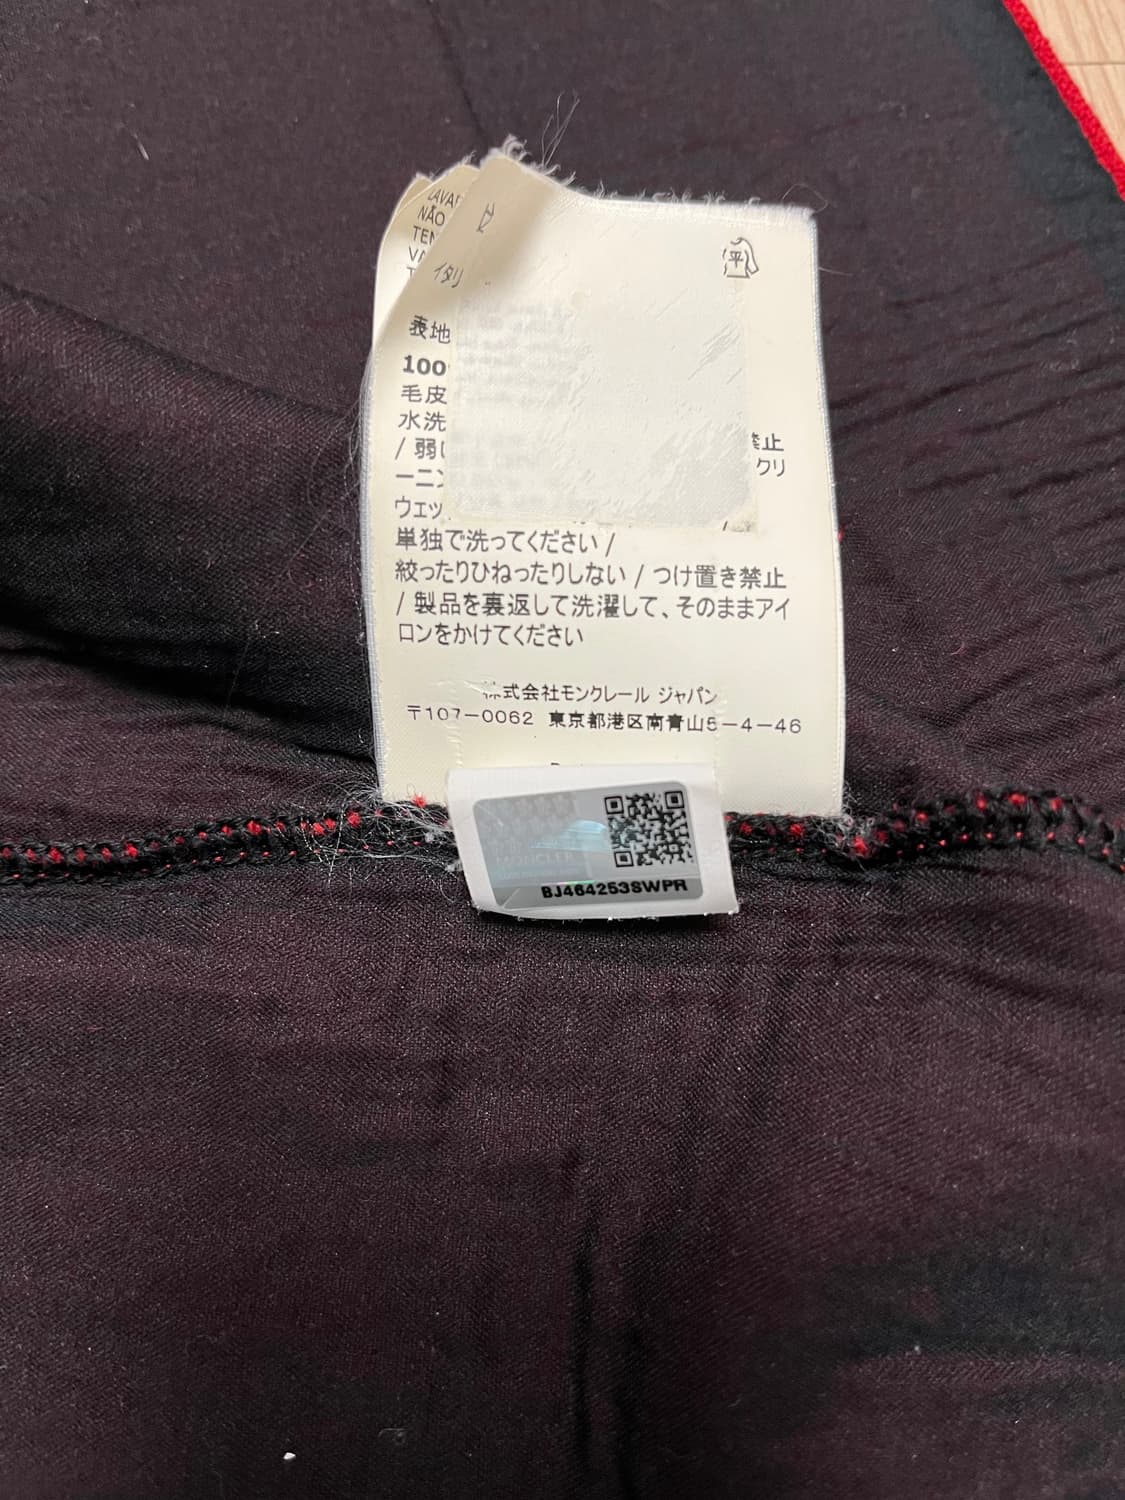 LAVAR
NÃO
TEN
VA
T
例
平
表地
100
毛皮
水洗
/ 弱 禁止
クリ
ーニン
ウェッ /
単独で洗ってください /
絞ったりひねったりしない / つけ置き禁止
/ 製品を裏返して洗濯して、そのままアイ
ロンをかけてください
株式会社モンクレール ジャパン
〒107-0062 東京都港区南青山5-4-46
MONCLER
BJ464253SWPR